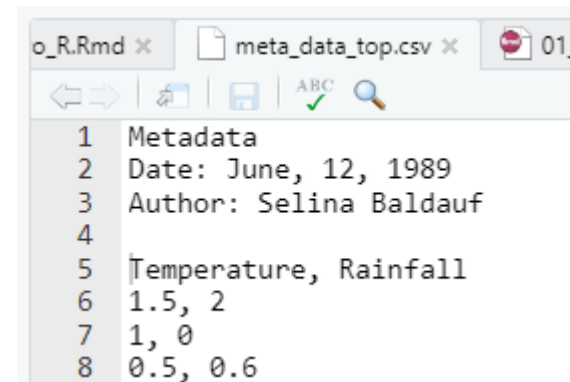 o_R.Rmd × meta_data_top.csv × 01_
ABC
1 Metadata
2 Date: June, 12, 1989
3 Author: Selina Baldauf
4
5 Temperature, Rainfall
6 1.5, 2
7 1, 0
8 0.5, 0.6